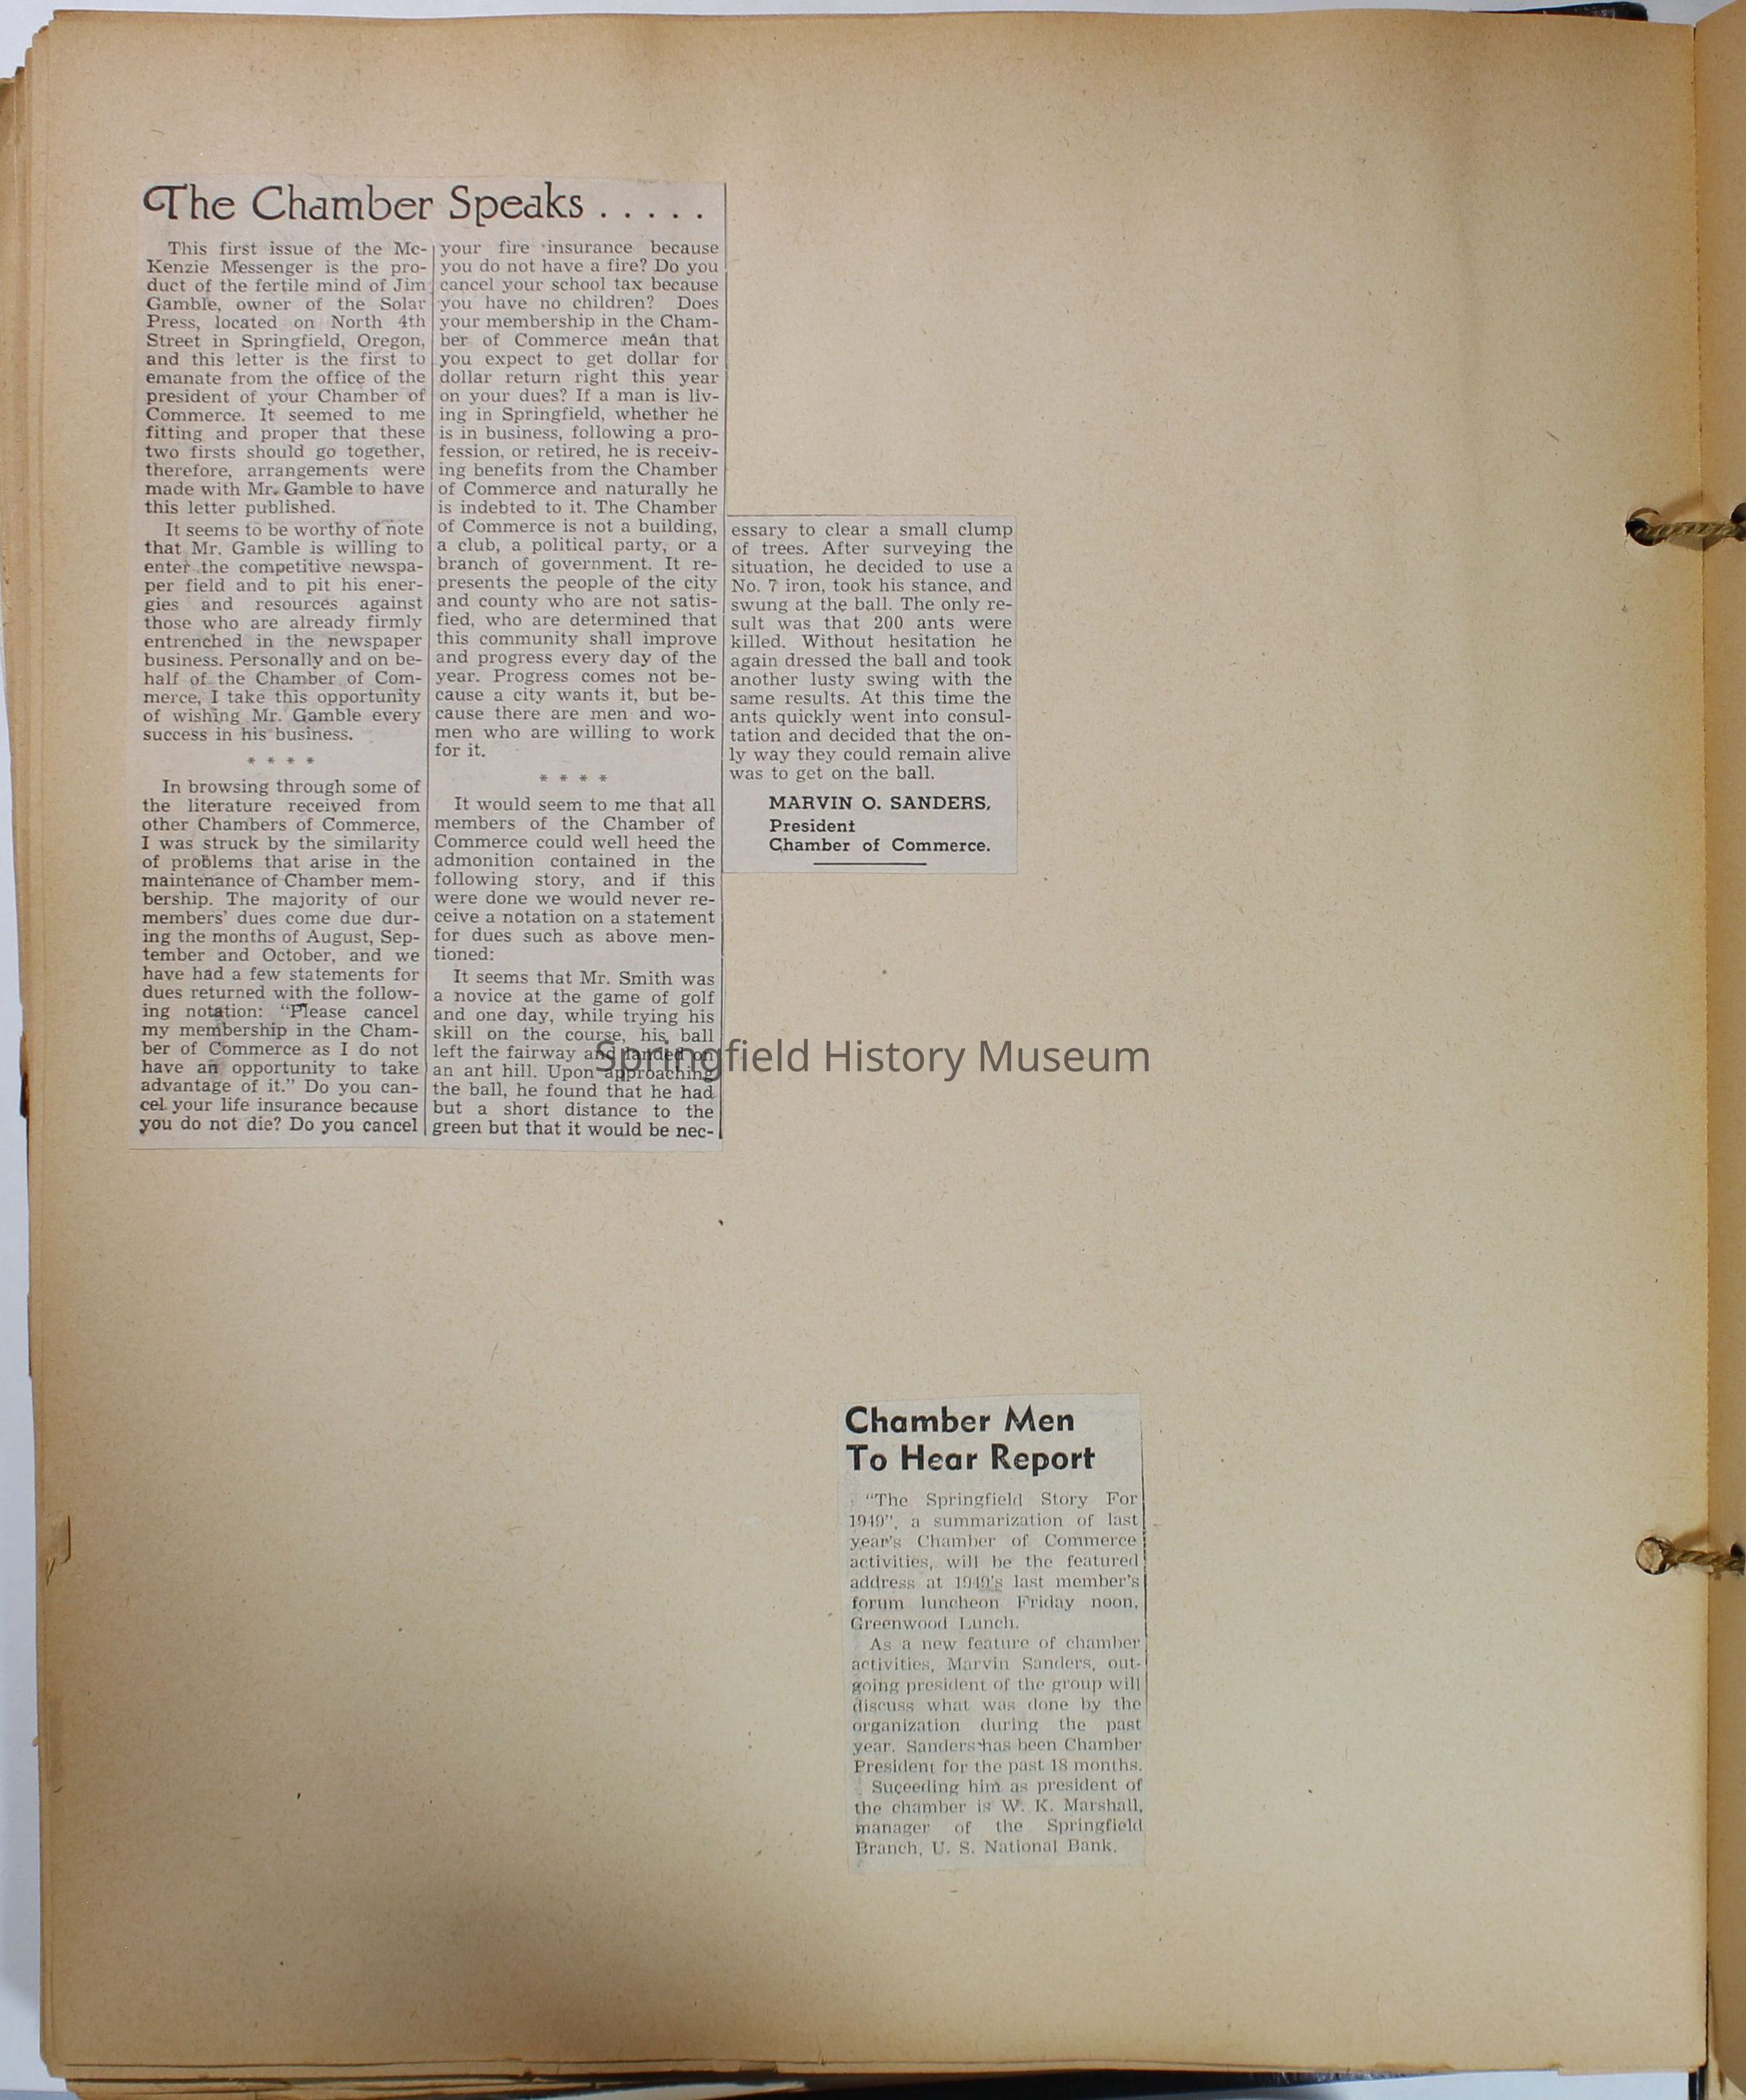 The Chamber Speaks . . . . .
This first issue of the Mc-
Kenzie Messenger is the pro-
duct of the fertile mind of Jim
Gamble, owner of the Solar
Press, located on North 4th
Street in Springfield, Oregon,
and this letter is the first to
emanate from the office of the
president of your Chamber of
Commerce. It seemed to me
fitting and proper that these
two firsts should go together,
therefore, arrangements were
made with Mr. Gamble to have
this letter published.
It seems to be worthy of note
that Mr. Gamble is willing to
enter the competitive newspa-
per field and to pit his ener-
gies and resources against
those who are already firmly
entrenched in the newspaper
business. Personally and on be-
half of the Chamber of Com-
merce, I take this opportunity
of wishing Mr. Gamble every
success in his business.
* * * *
In browsing through some of
the literature received from
other Chambers of Commerce,
I was struck by the similarity
of problems that arise in the
maintenance of Chamber mem-
bership. The majority of our
members' dues come due dur-
ing the months of August, Sep-
tember and October, and we
have had a few statements for
dues returned with the follow-
ing notation: "Please cancel
my membership in the Cham-
ber of Commerce as I do not
have an opportunity to take
advantage of it." Do you can-
cel your life insurance because
you do not die? Do you cancel
your fire insurance because
you do not have a fire? Do you
cancel your school tax because
you have no children? Does
your membership in the Cham-
ber of Commerce mean that
you expect to get dollar for
dollar return right this year
on your dues? If a man is liv-
ing in Springfield, whether he
is in business, following a pro-
fession, or retired, he is receiv-
ing benefits from the Chamber
of Commerce and naturally he
is indebted to it. The Chamber
of Commerce is not a building,
a club, a political party, or a
branch of government. It re-
presents the people of the city
and county who are not satis-
fied, who are determined that
this community shall improve
and progress every day of the
year. Progress comes not be-
cause a city wants it, but be-
cause there are men and wo-
men who are willing to work
for it.
* * * *
It would seem to me that all
members of the Chamber of
Commerce could well heed the
admonition contained in the
following story, and if this
were done we would never re-
ceive a notation on a statement
for dues such as above men-
tioned:
It seems that Mr. Smith was
a novice at the game of golf
and one day, while trying his
skill on the course, his ball
left the fairway and landed on
an ant hill. Upon approaching
the ball, he found that he had
but a short distance to the
green but that it would be nec-
essary to clear a small clump
of trees. After surveying the
situation, he decided to use a
No. 7 iron, took his stance, and
swung at the ball. The only re-
sult was that 200 ants were
killed. Without hesitation he
again dressed the ball and took
another lusty swing with the
same results. At this time the
ants quickly went into consul-
tation and decided that the on-
ly way they could remain alive
was to get on the ball.
MARVIN O. SANDERS,
President
Chamber of Commerce.
Springfield History Museum
Chamber Men
To Hear Report
"The Springfield Story For
1949", a summarization of last
year's Chamber of Commerce
activities, will be the featured
address at 1949's last member's
forum luncheon Friday noon,
Greenwood Lunch.
As a new feature of chamber
activities, Marvin Sanders, out-
going president of the group will
discuss what was done by the
organization during the past
year. Sanders has been Chamber
President for the past 18 months.
Suceeding him as president of
the chamber is W. K. Marshall,
manager of the Springfield
Branch, U. S. National Bank.